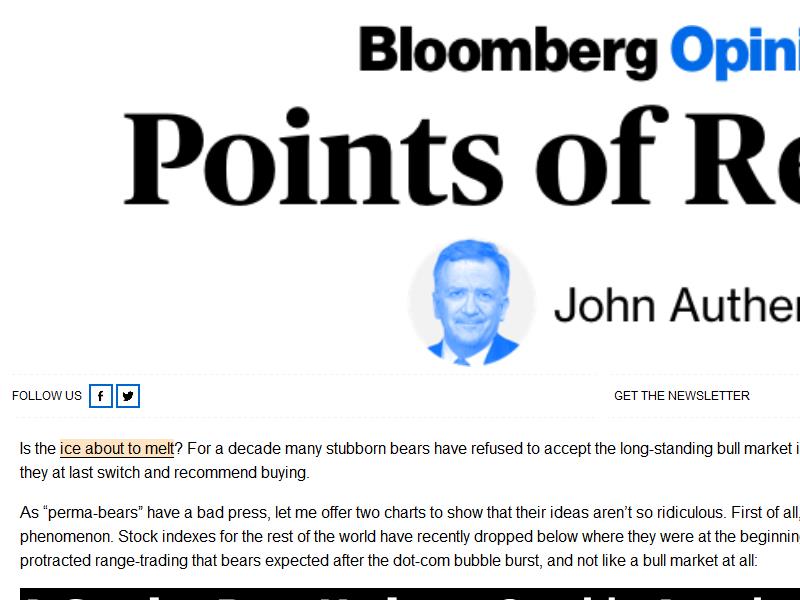 Bloomberg Opini
Points of Re
John Auther
FOLLOW US
GET THE NEWSLETTER
Is the ice about to melt? For a decade many stubborn bears have refused to accept the long-standing bull market i
they at last switch and recommend buying.
As “perma-bears” have a bad press, let me offer two charts to show that their ideas aren’t so ridiculous. First of all,
phenomenon. Stock indexes for the rest of the world have recently dropped below where they were at the beginnin
protracted range-trading that bears expected after the dot-com bubble burst, and not like a bull market at all: